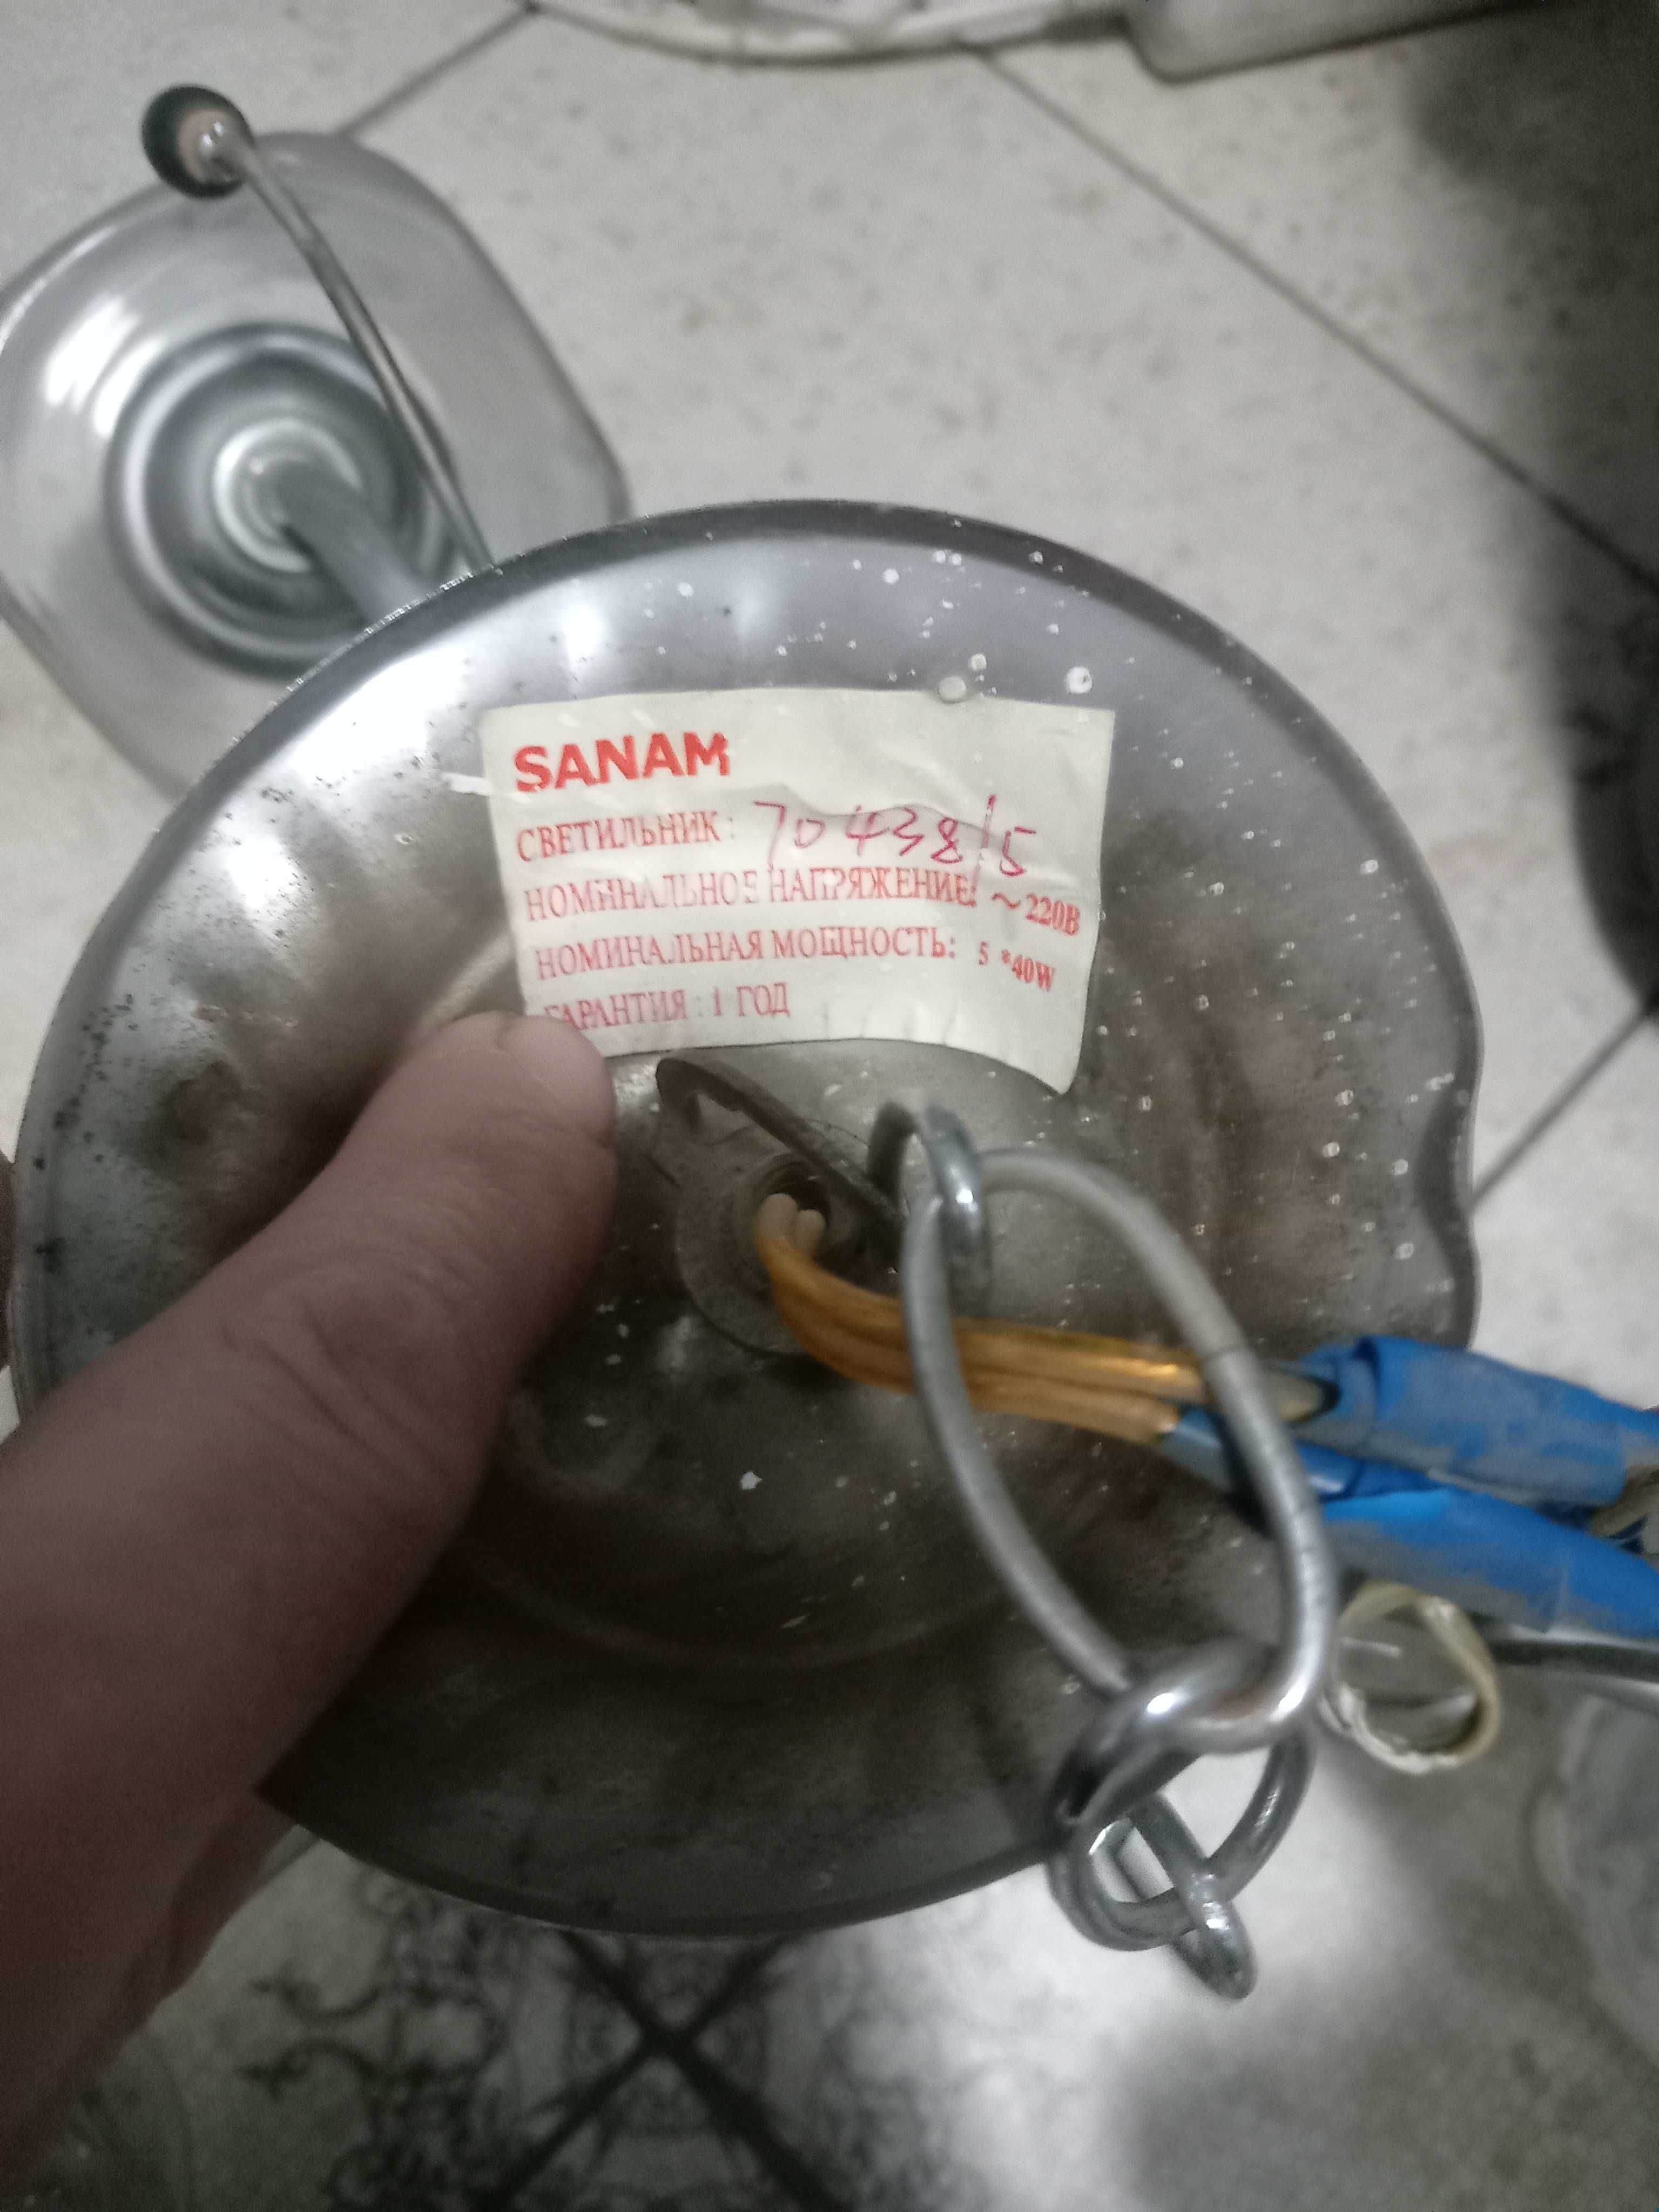 SANAM
СВЕТИЛЬНИК: 70438/5
НОМИНАЛЬНОЕ НАПРЯЖЕНИЕ: ~220В
НОМИНАЛЬНАЯ МОЩНОСТЬ: 5 *40W
ГАРАНТИЯ: 1 ГОД